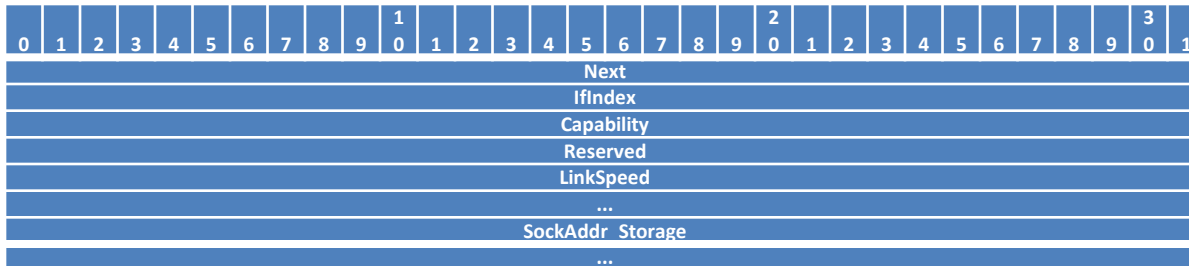 1 2 3
0 1 2 3 4 5 6 7 8 9 0 1 2 3 4 5 6 7 8 9 0 1 2 3 4 5 6 7 8 9 0 1
Next
IfIndex
Capability
Reserved
LinkSpeed
...
SockAddr_Storage
...